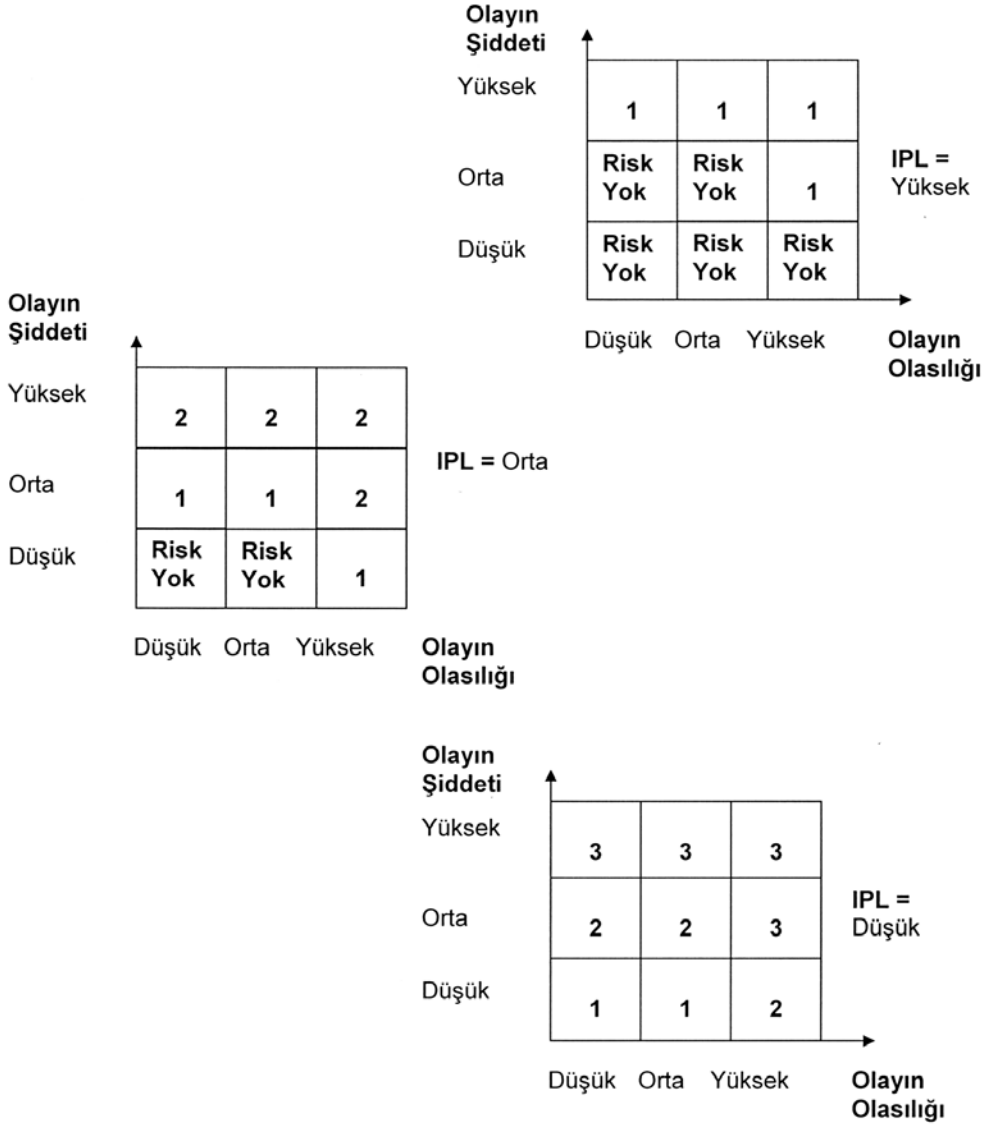 Olayın
Şiddeti
Yüksek
1 1 1
Orta
Risk Yok Risk Yok 1
IPL =
Yüksek
Düşük
Risk Yok Risk Yok Risk Yok
Düşük Orta Yüksek
Olayın
Olasılığı
Olayın
Şiddeti
Yüksek
2 2 2
IPL = Orta
Orta
1 1 2
Düşük
Risk Yok Risk Yok 1
Düşük Orta Yüksek
Olayın
Olasılığı
Olayın
Şiddeti
Yüksek
3 3 3
Orta
2 2 3
IPL =
Düşük
Düşük
1 1 2
Düşük Orta Yüksek
Olayın
Olasılığı